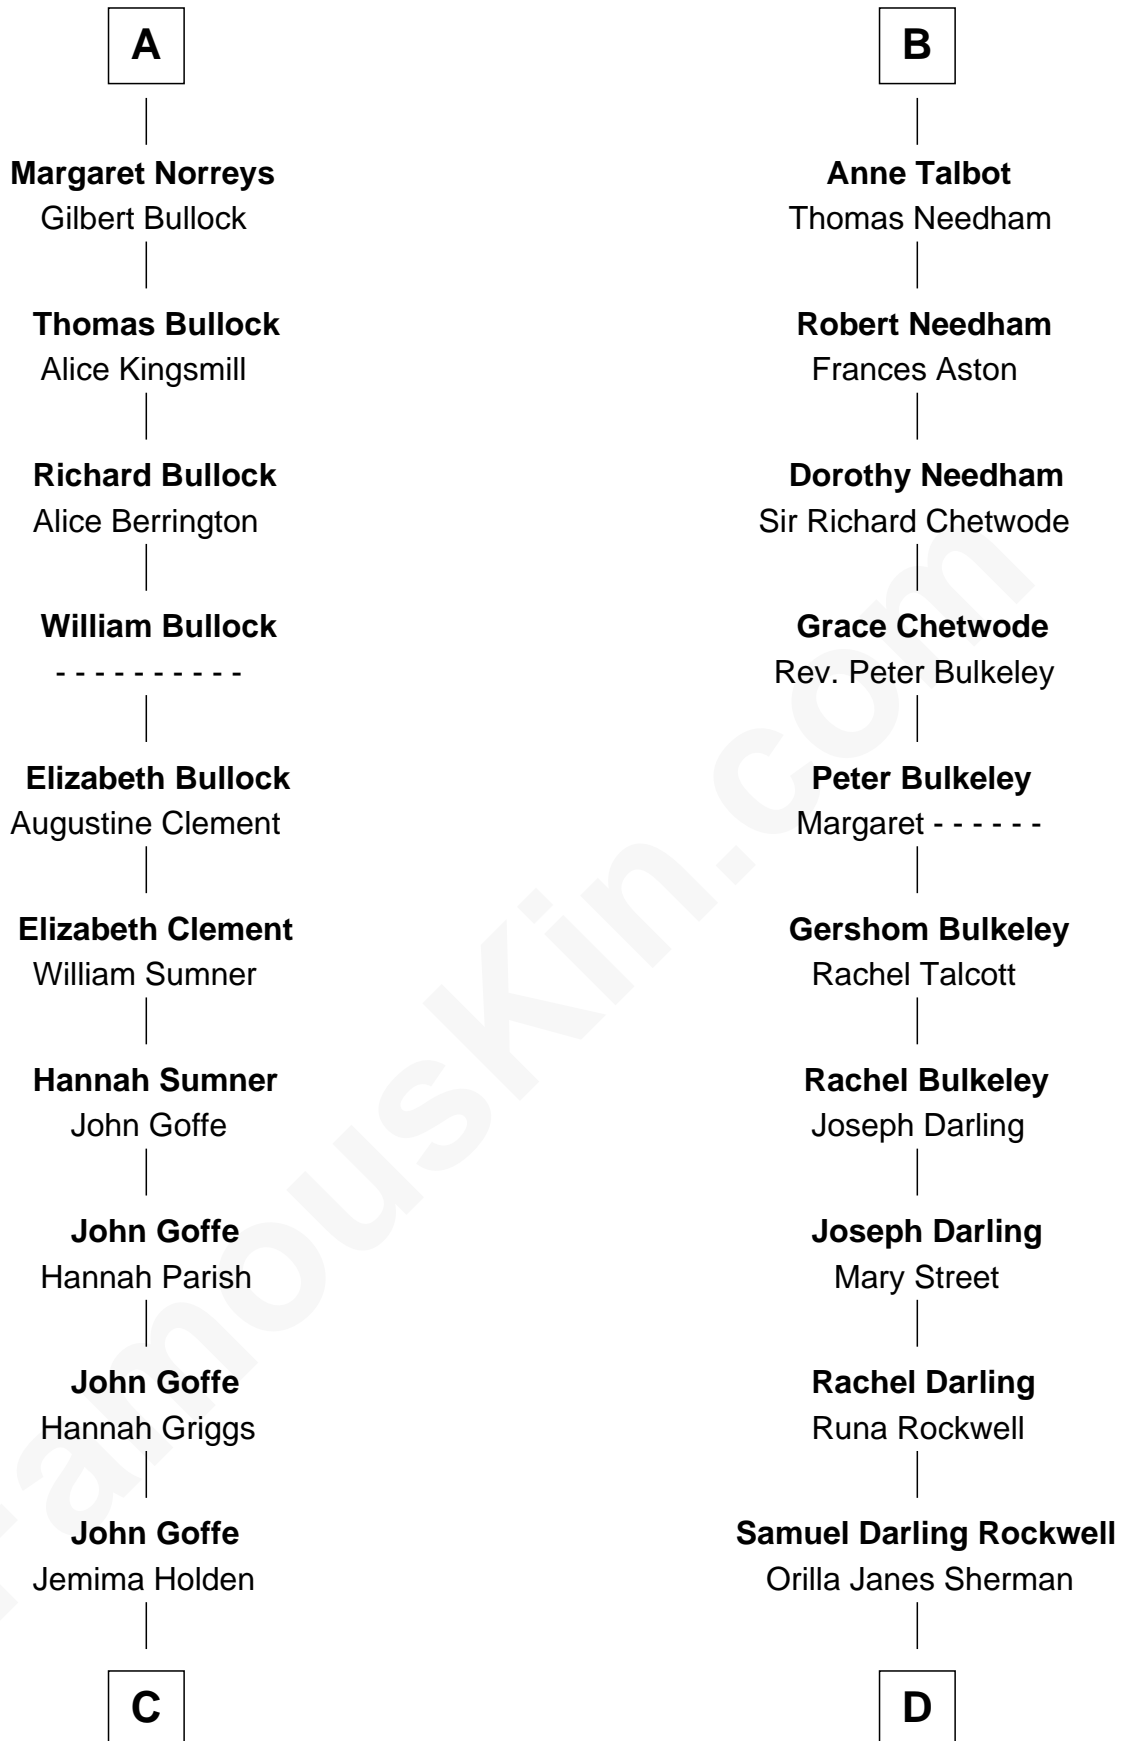 A
Margaret Norreys
Gilbert Bullock
Thomas Bullock
Alice Kingsmill
Richard Bullock
Alice Berrington
William Bullock
- - - - - - - - - -
Elizabeth Bullock
Augustine Clement
Elizabeth Clement
William Sumner
Hannah Sumner
John Goffe
John Goffe
Hannah Parish
John Goffe
Hannah Griggs
John Goffe
Jemima Holden
C
B
Anne Talbot
Thomas Needham
Robert Needham
Frances Aston
Dorothy Needham
Sir Richard Chetwode
Grace Chetwode
Rev. Peter Bulkeley
Peter Bulkeley
Margaret - - - - - -
Gershom Bulkeley
Rachel Talcott
Rachel Bulkeley
Joseph Darling
Joseph Darling
Mary Street
Rachel Darling
Runa Rockwell
Samuel Darling Rockwell
Orilla Janes Sherman
D
FamousKin.com